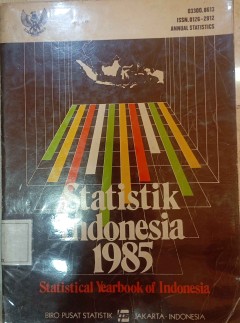 03300.8613
ISSN.0126-2912
ANNUAL STATISTICS
Statistik
Indonesia
1985
Statistical Yearbook of Indonesia
BIRO PUSAT STATISTIK JAKARTA-INDONESIA